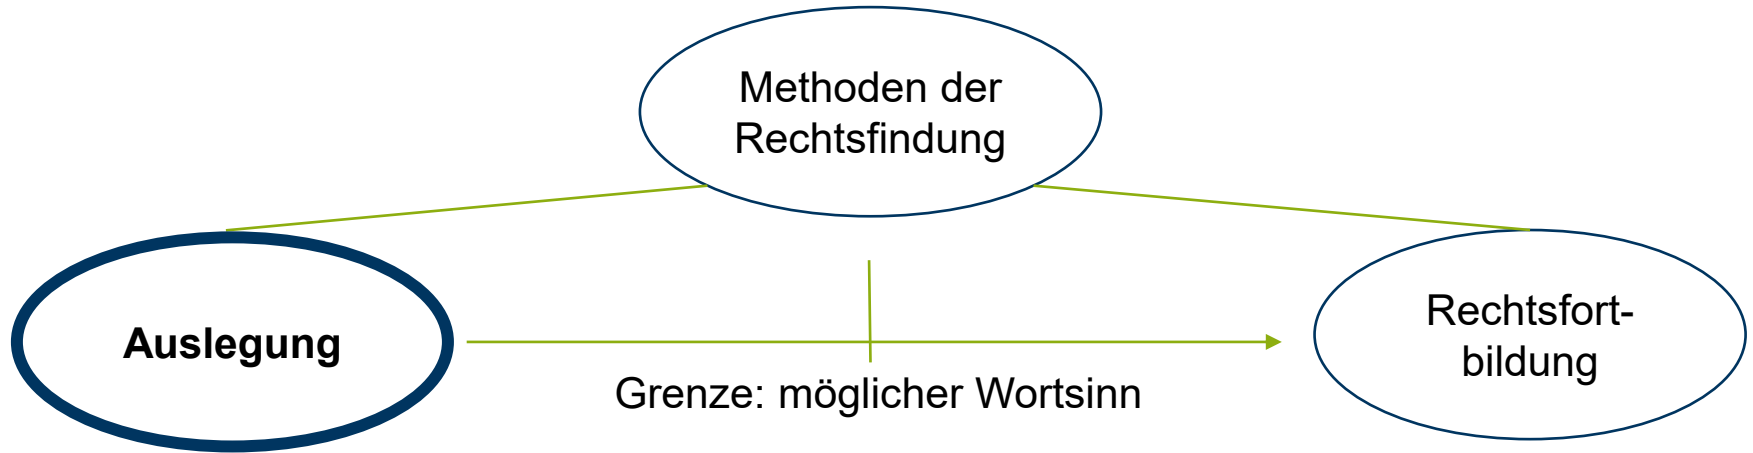 Methoden der
Rechtsfindung
Auslegung
Rechtsfort-
bildung
Grenze: möglicher Wortsinn